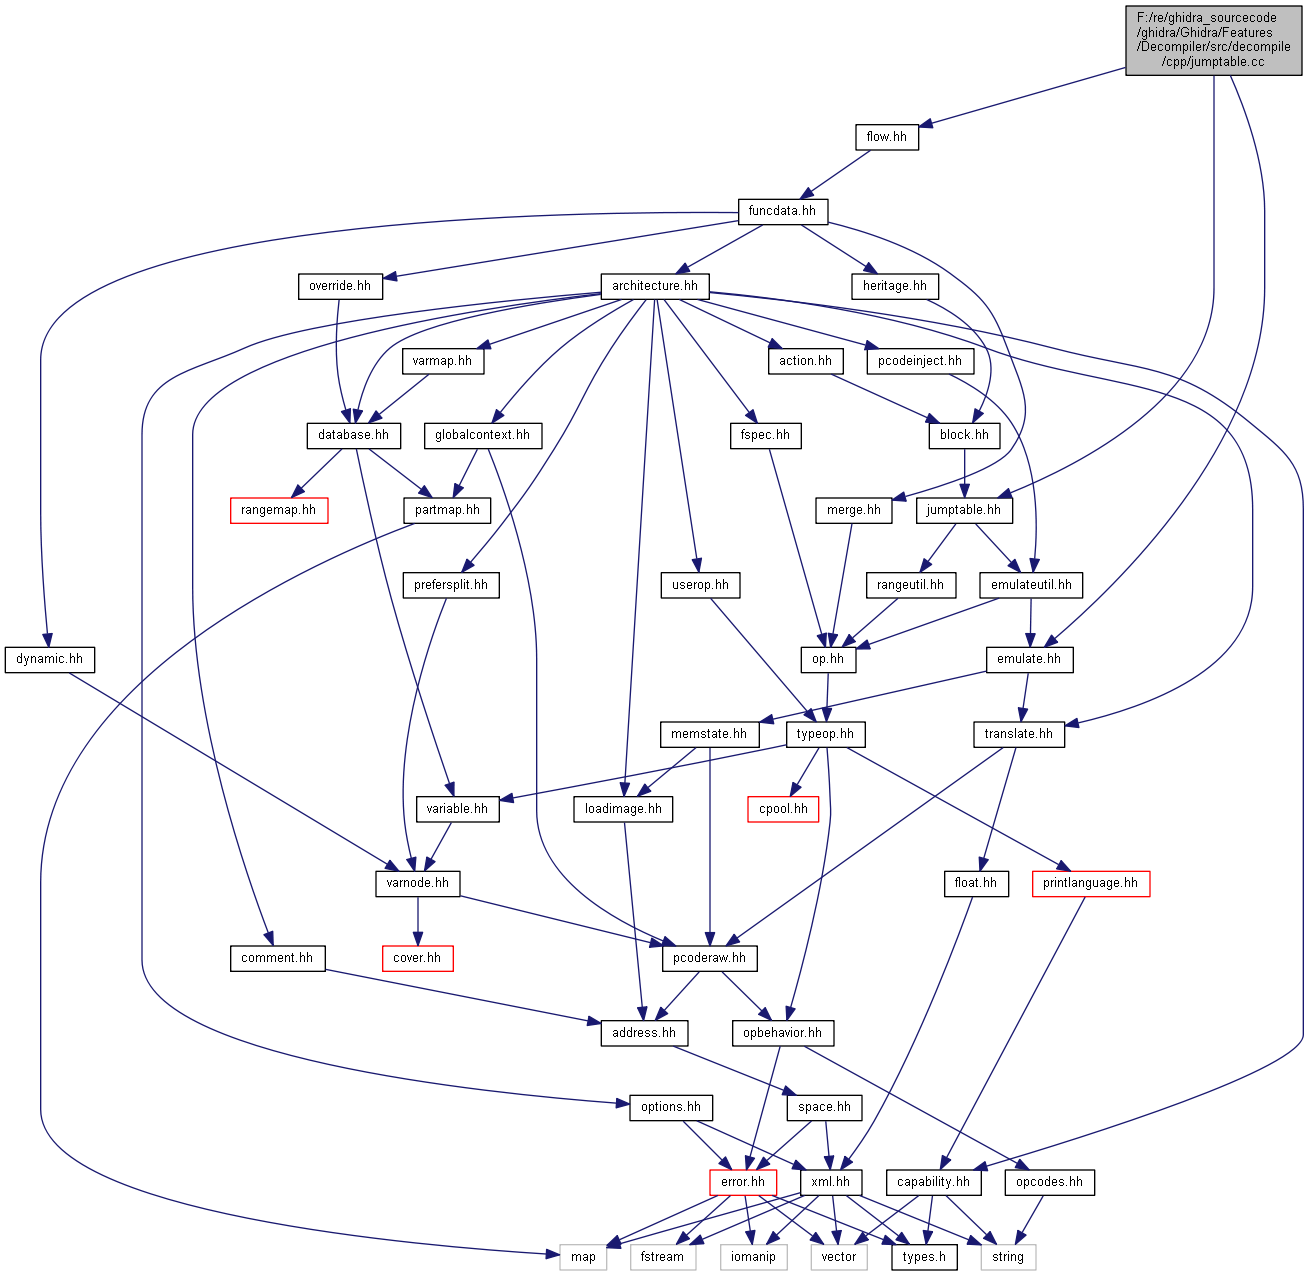 F:/re/ghidra_sourcecode
/ghidra/Ghidra/Features
/Decompiler/src/decompile
/cpp/jumptable.cc
flow.hh
funcdata.hh
override.hh
architecture.hh
heritage.hh
varmap.hh
action.hh
pcodeinject.hh
database.hh
globalcontext.hh
fspec.hh
block.hh
rangemap.hh
partmap.hh
merge.hh
jumptable.hh
prefersplit.hh
userop.hh
rangeutil.hh
emulateutil.hh
dynamic.hh
op.hh
emulate.hh
memstate.hh
typeop.hh
translate.hh
variable.hh
loadimage.hh
cpool.hh
varnode.hh
float.hh
printlanguage.hh
comment.hh
cover.hh
pcoderaw.hh
address.hh
opbehavior.hh
options.hh
space.hh
error.hh
xml.hh
capability.hh
opcodes.hh
map
fstream
iomanip
vector
types.h
string